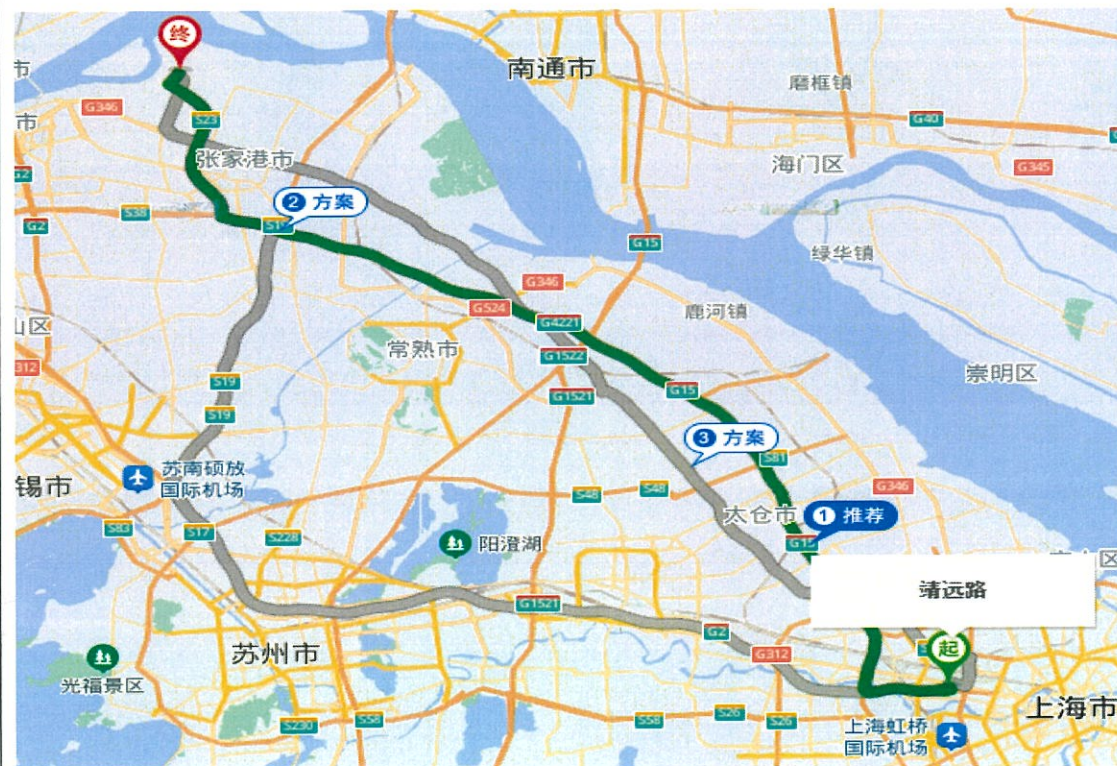 终
南通市
市
磨框镇
G346
S23
G40
市
张家港市
海门区
G345
G2
② 方案
S38
G2
G15
绿华镇
G346
G524
鹿河镇
山区
G4221
常熟市
G1522
312
崇明区
S19
G15
G1521
S19
③ 方案
S81
苏南硕放
国际机场
锡市
G346
S48
S48
太仓市
① 推荐
S83
S17
S228
阳澄湖
G15
靖远路
G1521
G2
苏州市
G312
起
光福景区
上海市
S230
S58
S58
S26
S26
上海虹桥
国际机场